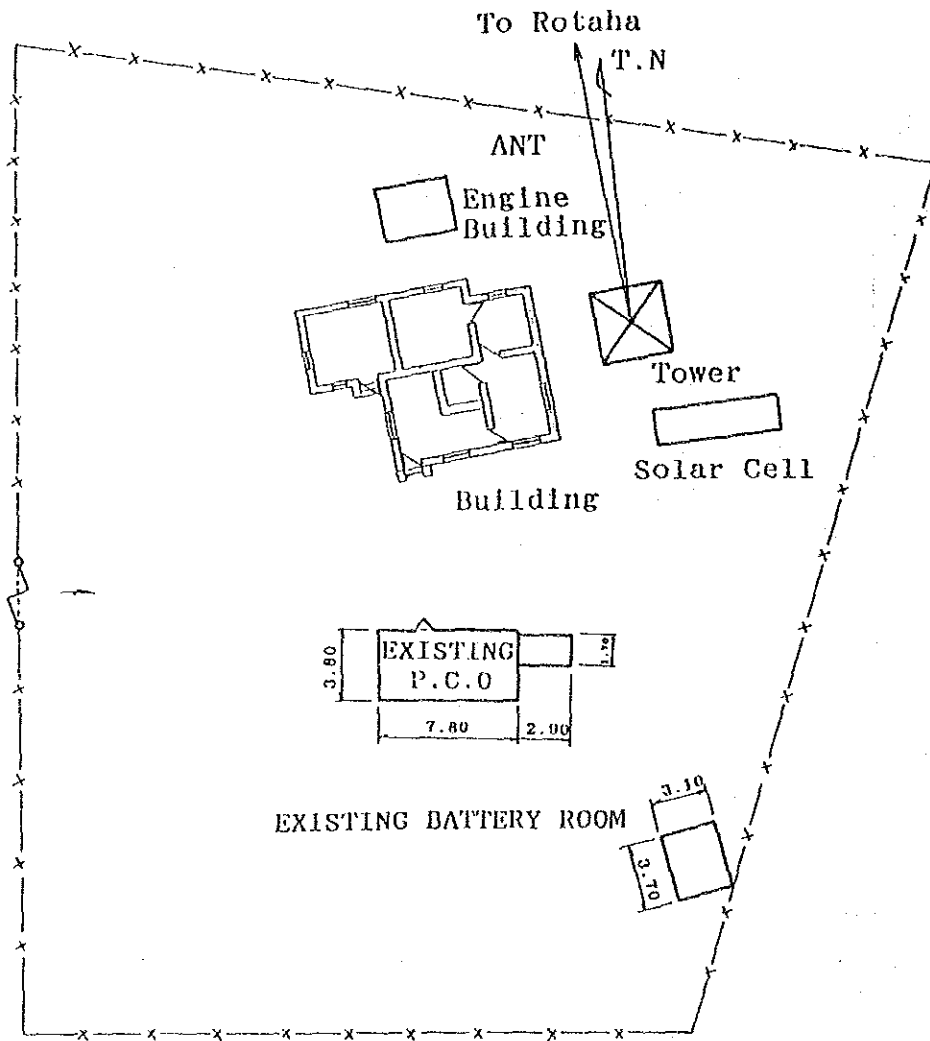 To Rotaha
T.N
ANT
Engine
Building
Tower
Solar Cell
Building
EXISTING
P.C.O
3.80
7.80
2.90
3.10
EXISTING BATTERY ROOM
3.70